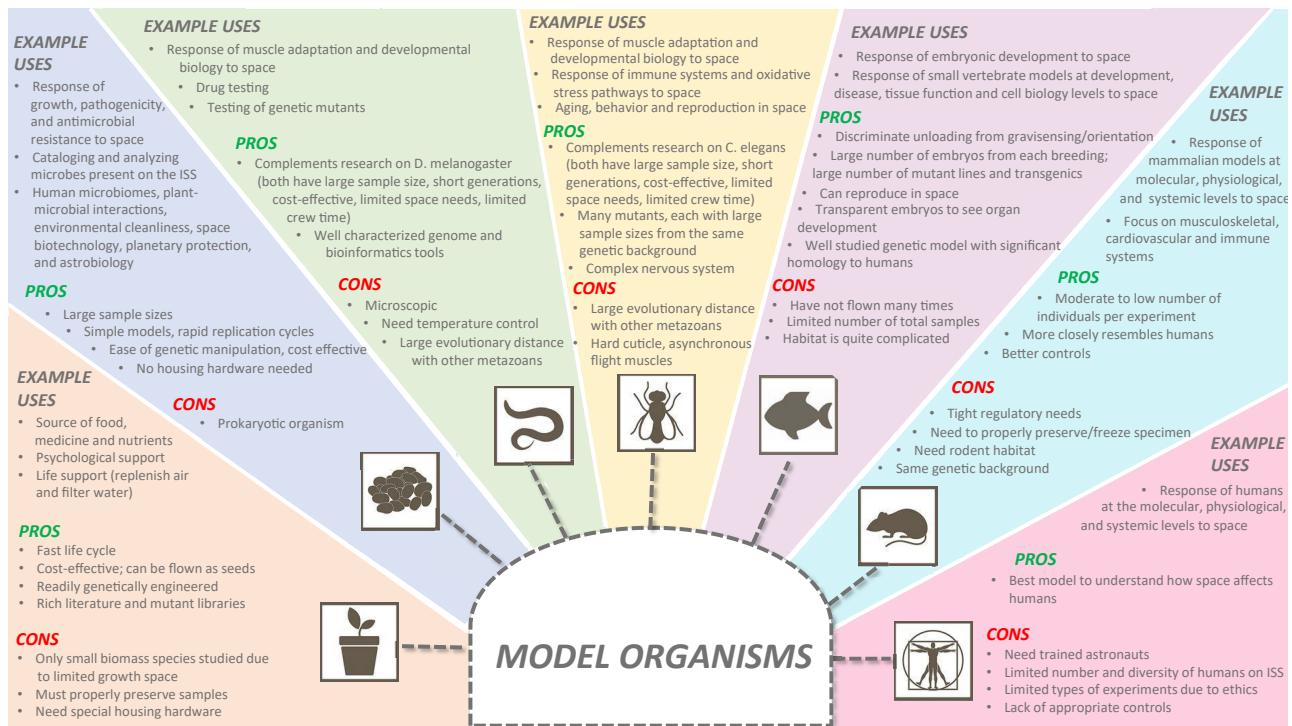 EXAMPLE
USES
• Source of food,
medicine and nutrients
• Psychological support
• Life support (replenish air
and filter water)
PROS
• Fast life cycle
• Cost-effective; can be flown as seeds
• Readily genetically engineered
• Rich literature and mutant libraries
CONS
• Only small biomass species studied due
to limited growth space
• Must properly preserve samples
• Need special housing hardware
EXAMPLE
USES
• Response of
growth, pathogenicity,
and antimicrobial
resistance to space
• Cataloging and analyzing
microbes present on the ISS
• Human microbiomes, plant-
microbial interactions,
environmental cleanliness, space
biotechnology, planetary protection,
and astrobiology
PROS
• Large sample sizes
• Simple models, rapid replication cycles
• Ease of genetic manipulation, cost effective
• No housing hardware needed
CONS
• Prokaryotic organism
EXAMPLE USES
• Response of muscle adaptation and developmental
biology to space
• Drug testing
• Testing of genetic mutants
PROS
• Complements research on D. melanogaster
(both have large sample size, short generations,
cost-effective, limited space needs, limited
crew time)
• Well characterized genome and
bioinformatics tools
CONS
• Microscopic
• Need temperature control
• Large evolutionary distance
with other metazoans
EXAMPLE USES
• Response of muscle adaptation and
developmental biology to space
• Response of immune systems and oxidative
stress pathways to space
• Aging, behavior and reproduction in space
PROS
• Complements research on C. elegans
(both have large sample size, short
generations, cost-effective, limited
space needs, limited crew time)
• Many mutants, each with large
sample sizes from the same
genetic background
• Complex nervous system
CONS
• Large evolutionary distance
with other metazoans
• Hard cuticle, asynchronous
flight muscles
EXAMPLE USES
• Response of embryonic development to space
• Response of small vertebrate models at development,
disease, tissue function and cell biology levels to space
PROS
• Discriminate unloading from gravisensing/orientation
• Large number of embryos from each breeding;
large number of mutant lines and transgenics
• Can reproduce in space
• Transparent embryos to see organ
development
• Well studied genetic model with significant
homology to humans
CONS
• Have not flown many times
• Limited number of total samples
• Habitat is quite complicated
EXAMPLE
USES
• Response of
mammalian models at
molecular, physiological,
and systemic levels to space
• Focus on musculoskeletal,
cardiovascular and immune
systems
PROS
• Moderate to low number of
individuals per experiment
• More closely resembles humans
• Better controls
CONS
• Tight regulatory needs
• Need to properly preserve/freeze specimen
• Need rodent habitat
• Same genetic background
EXAMPLE
USES
• Response of humans
at the molecular, physiological,
and systemic levels to space
PROS
• Best model to understand how space affects
humans
CONS
• Need trained astronauts
• Limited number and diversity of humans on ISS
• Limited types of experiments due to ethics
• Lack of appropriate controls
MODEL ORGANISMS